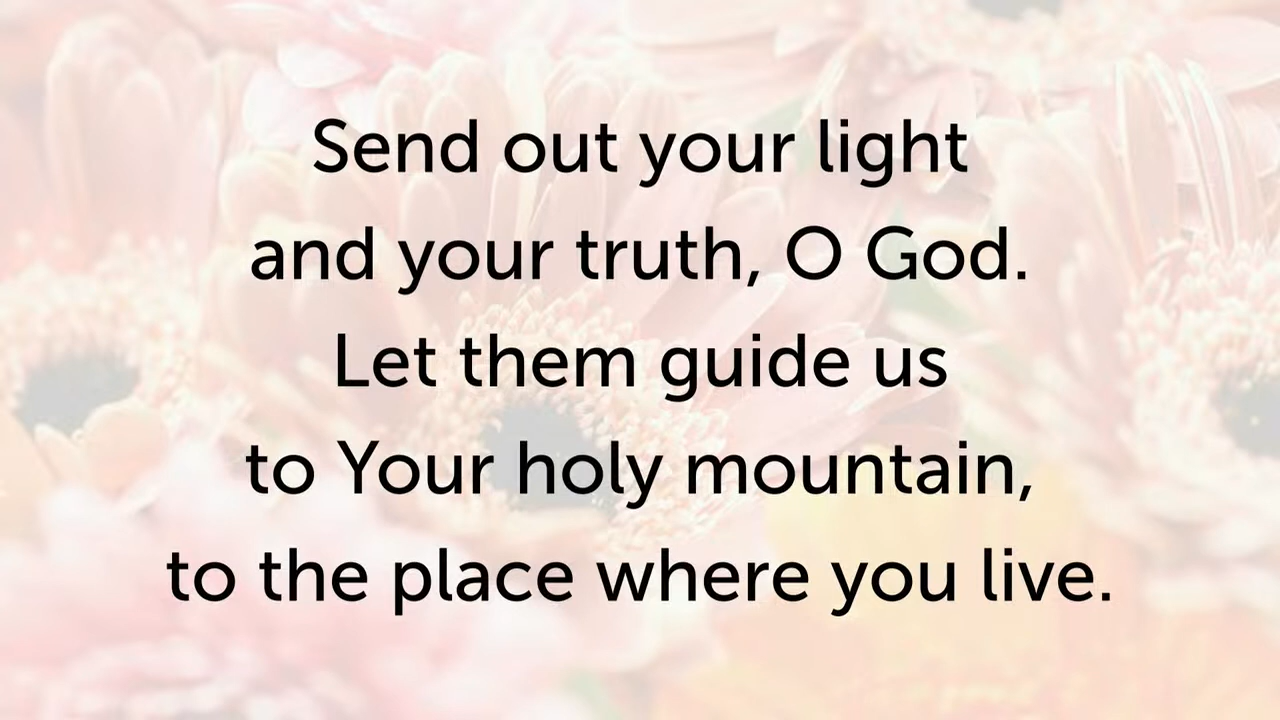 Send out your light
and your truth, O God.
Let them guide us
to Your holy mountain,
to the place where you live.